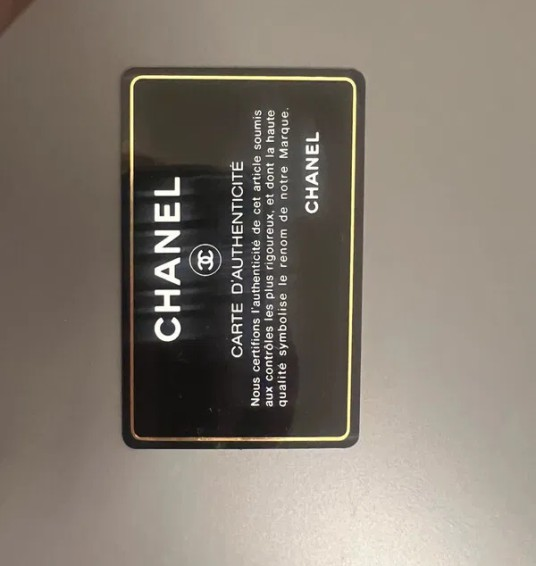 CHANEL
CARTE D'AUTHENTICITÉ
Nous certifions l'authenticité de cet article soumis
aux contrôles les plus rigoureux, et dont la haute
qualité symbolise le renom de notre Marque.
CHANEL